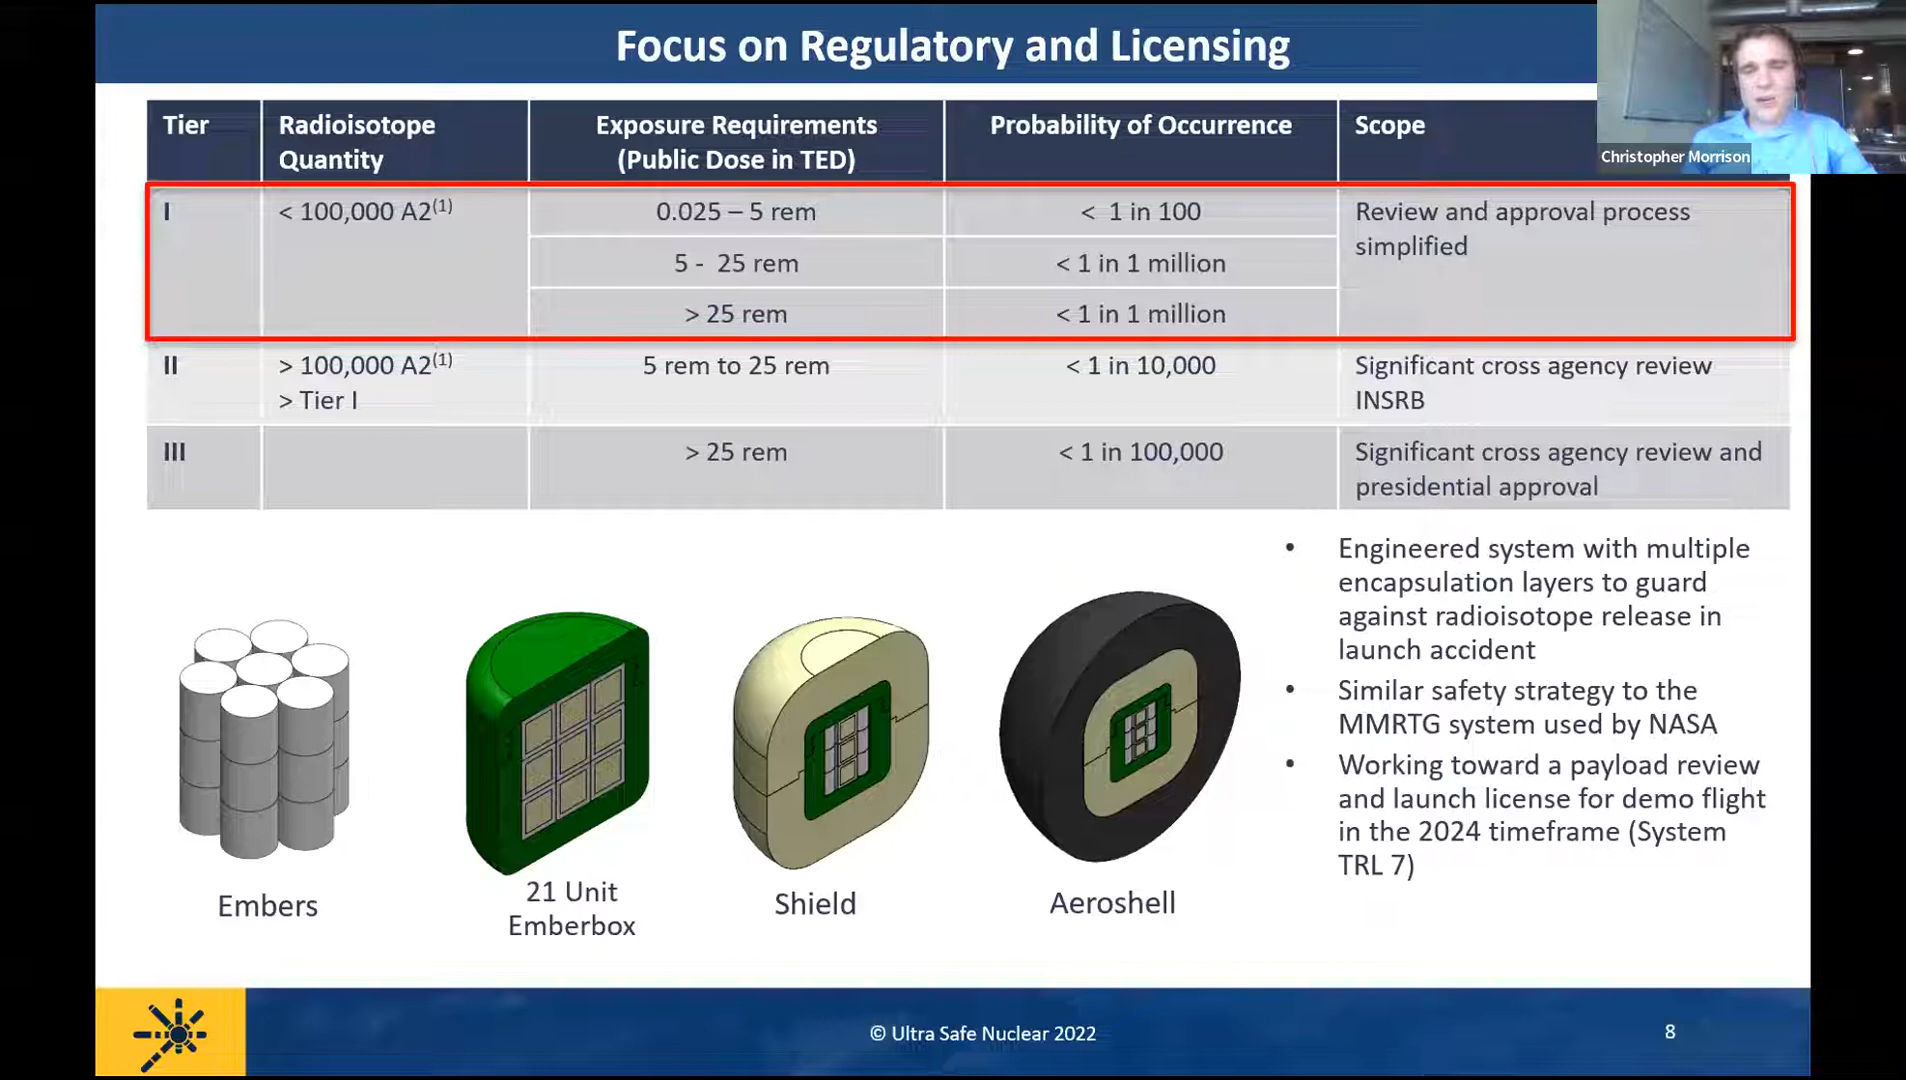 Focus on Regulatory and Licensing
Christopher Morrison
Tier
Radioisotope
Quantity
Exposure Requirements
(Public Dose in TED)
Probability of Occurrence
Scope
I
< 100,000 A2(1)
0.025 – 5 rem
< 1 in 100
Review and approval process
simplified
5 - 25 rem
< 1 in 1 million
> 25 rem
< 1 in 1 million
II
> 100,000 A2(1)
> Tier I
5 rem to 25 rem
< 1 in 10,000
Significant cross agency review
INSRB
III
> 25 rem
< 1 in 100,000
Significant cross agency review and
presidential approval
• Engineered system with multiple
encapsulation layers to guard
against radioisotope release in
launch accident
• Similar safety strategy to the
MMRTG system used by NASA
• Working toward a payload review
and launch license for demo flight
in the 2024 timeframe (System
TRL 7)
Embers
21 Unit
Emberbox
Shield
Aeroshell
© Ultra Safe Nuclear 2022
8